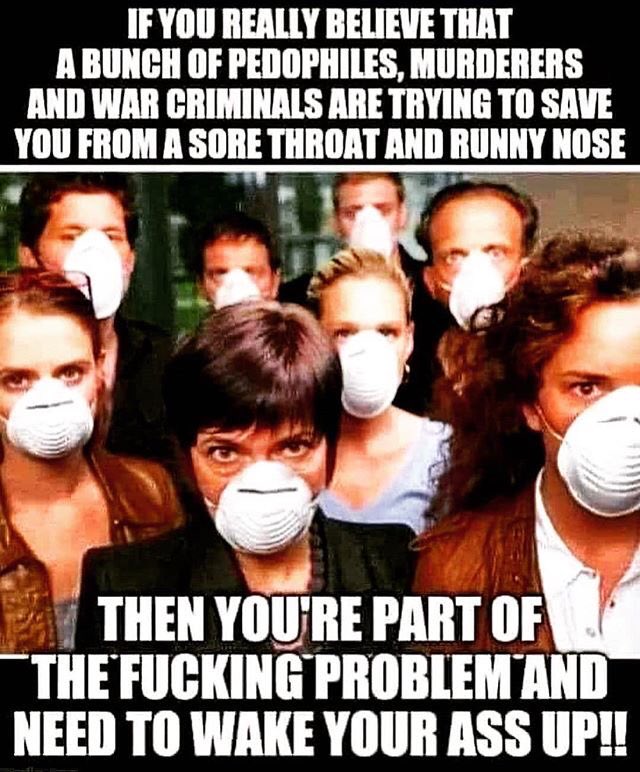 IF YOU REALLY BELIEVE THAT
A BUNCH OF PEDOPHILES, MURDERERS
AND WAR CRIMINALS ARE TRYING TO SAVE
YOU FROM A SORE THROAT AND RUNNY NOSE
THEN YOU'RE PART OF
THE FUCKING PROBLEM AND
NEED TO WAKE YOUR ASS UP!!